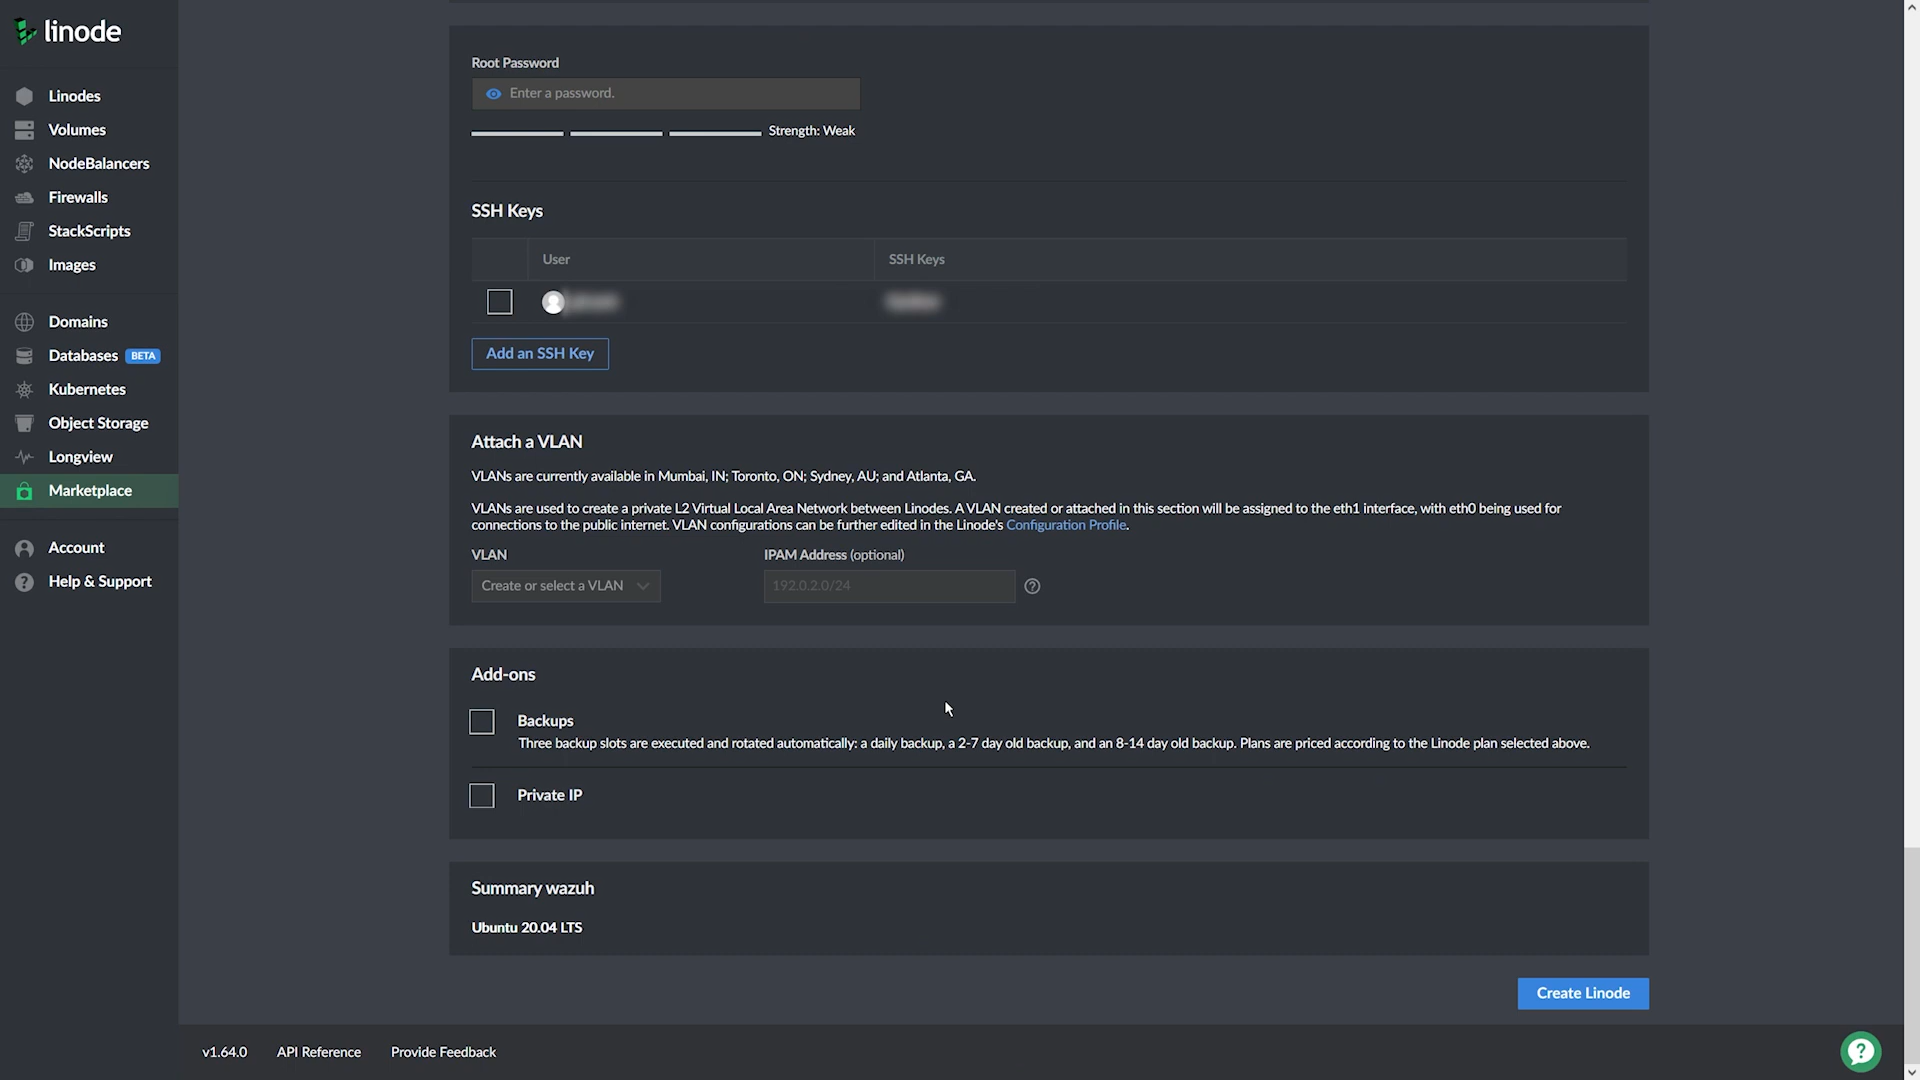 linode
Linodes
Volumes
NodeBalancers
Firewalls
StackScripts
Images
Domains
Databases BETA
Kubernetes
Object Storage
Longview
Marketplace
Account
Help & Support
Root Password
Enter a password.
Strength: Weak
SSH Keys
User SSH Keys
Add an SSH Key
Attach a VLAN
VLANs are currently available in Mumbai, IN; Toronto, ON; Sydney, AU; and Atlanta, GA.
VLANs are used to create a private L2 Virtual Local Area Network between Linodes. A VLAN created or attached in this section will be assigned to the eth1 interface, with eth0 being used for
connections to the public internet. VLAN configurations can be further edited in the Linode's Configuration Profile.
VLAN IPAM Address (optional)
Create or select a VLAN 192.0.2.0/24
Add-ons
Backups
Three backup slots are executed and rotated automatically: a daily backup, a 2-7 day old backup, and an 8-14 day old backup. Plans are priced according to the Linode plan selected above.
Private IP
Summary wazuh
Ubuntu 20.04 LTS
Create Linode
v1.64.0 API Reference Provide Feedback